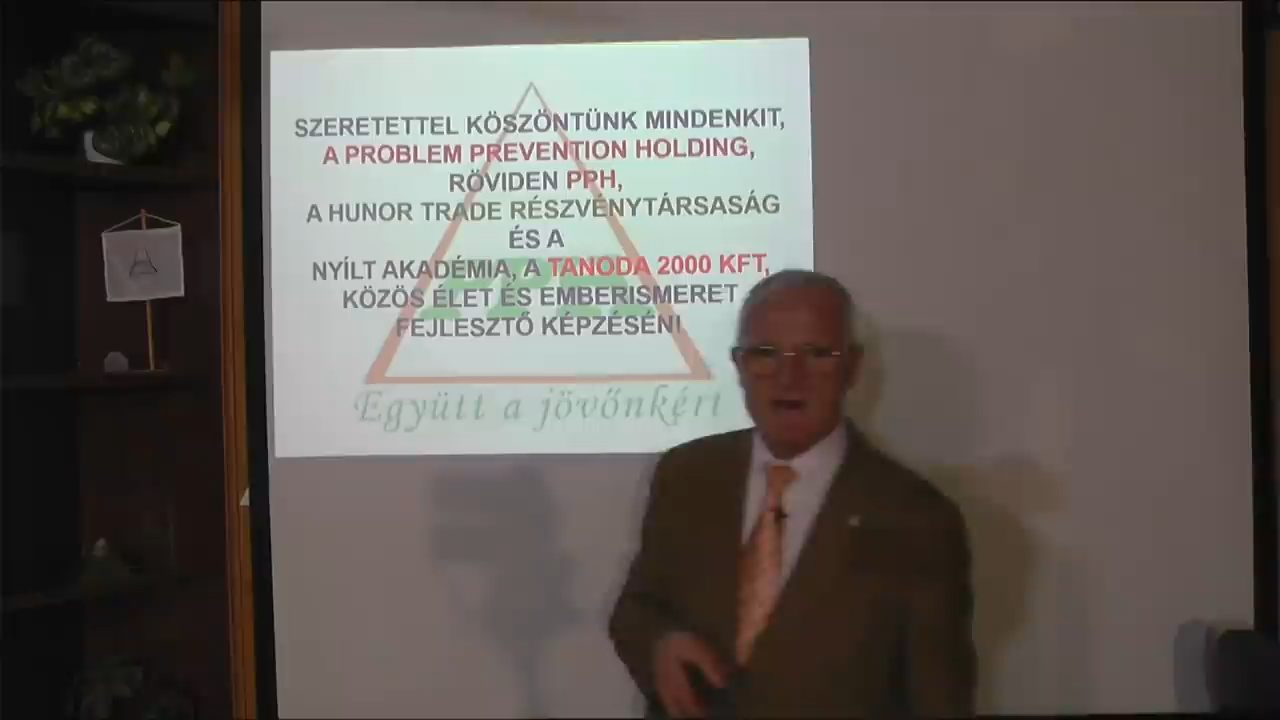 SZERETETTEL KÖSZÖNTÜNK MINDENKIT,
A PROBLEM PREVENTION HOLDING,
RÖVIDEN PPH,
A HUNOR TRADE RÉSZVÉNYTÁRSASÁG
ÉS A
NYÍLT AKADÉMIA, A TANODA 2000 KFT,
KÖZÖS ÉLET ÉS EMBERISMERET
FEJLESZTŐ KÉPZÉSÉN!
PPH
Együtt a jövőnkért